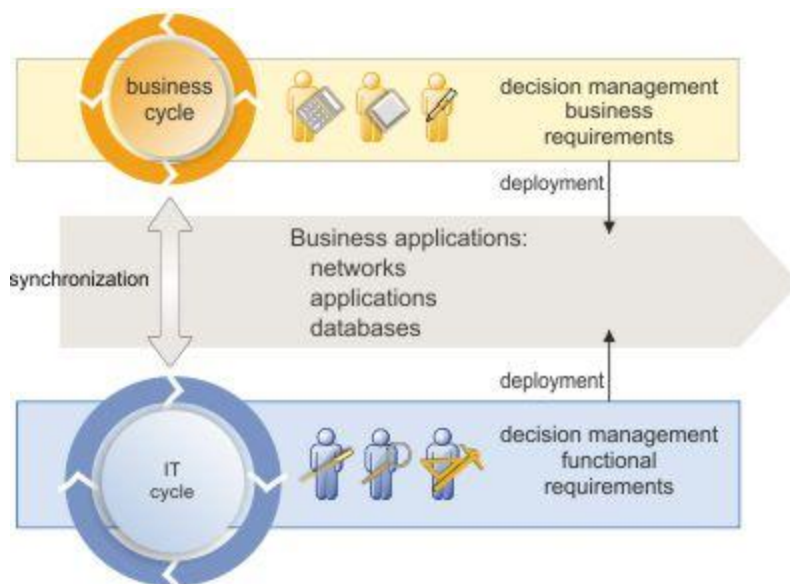 business
cycle
decision management
business
requirements
deployment
Business applications:
networks
applications
databases
synchronization
deployment
IT
cycle
decision management
functional
requirements